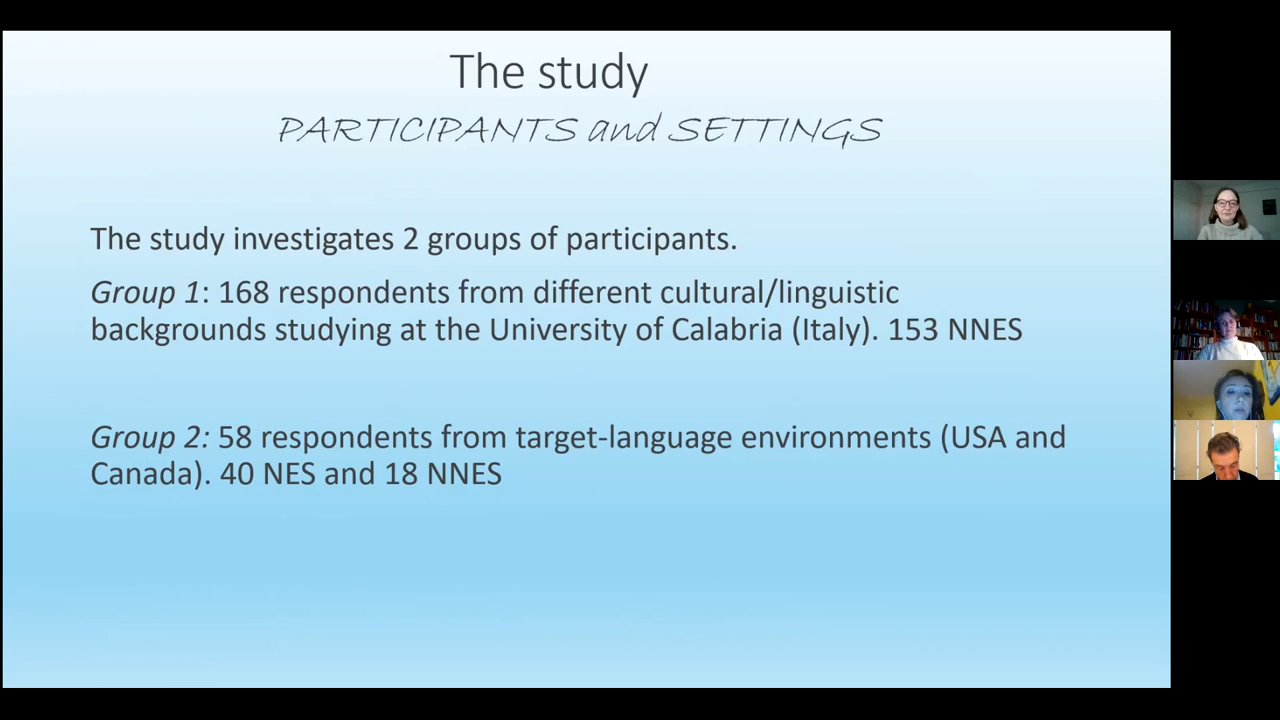 The study
PARTICIPANTS and SETTINGS
The study investigates 2 groups of participants.
Group 1: 168 respondents from different cultural/linguistic
backgrounds studying at the University of Calabria (Italy). 153 NNES
Group 2: 58 respondents from target-language environments (USA and
Canada). 40 NES and 18 NNES